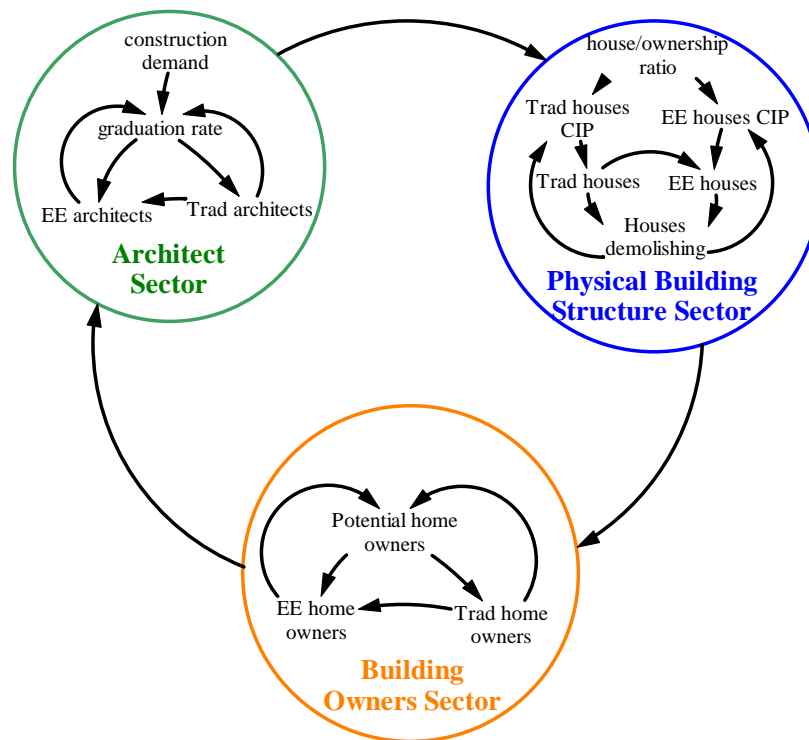 construction
demand
graduation rate
EE architects
Trad architects
Architect
Sector
house/ownership
ratio
Trad houses
CIP
EE houses CIP
Trad houses
EE houses
Houses
demolishing
Physical Building
Structure Sector
Potential home
owners
EE home
owners
Trad home
owners
Building
Owners Sector